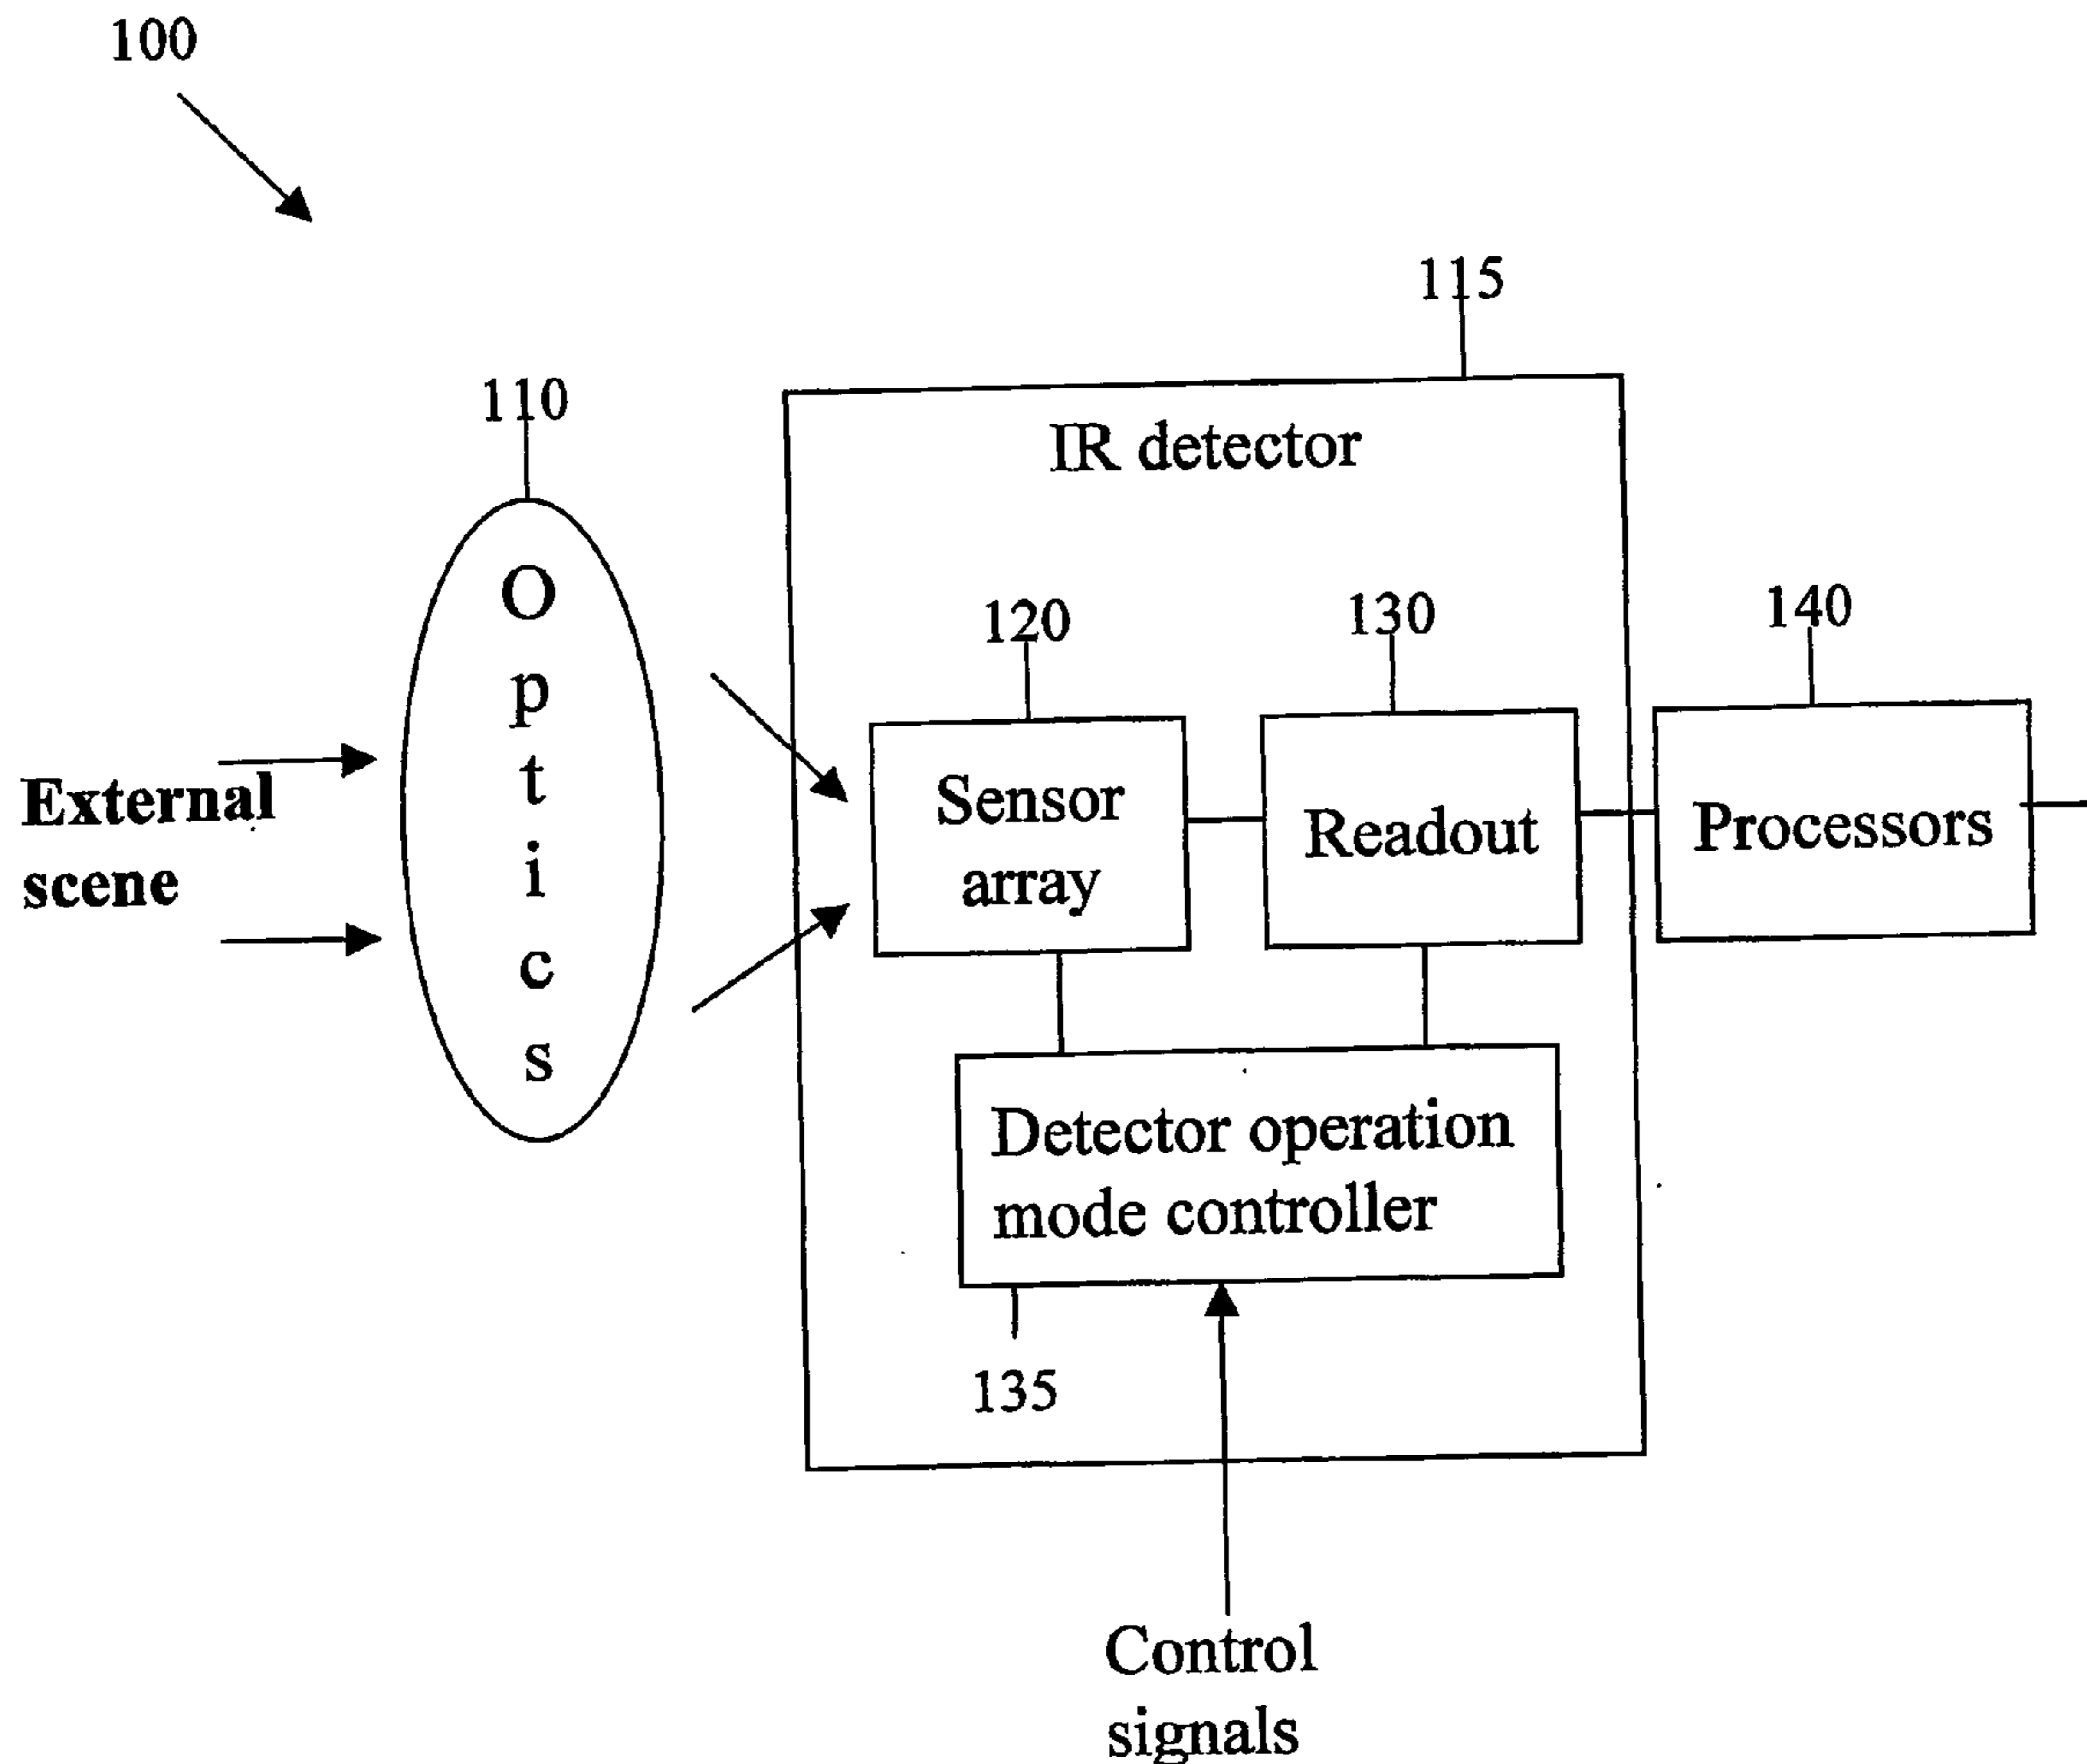 100
115
110
IR detector
Optics
120
130
140
External
scene
Sensor
array
Readout
Processors
Detector operation
mode controller
135
Control
signals